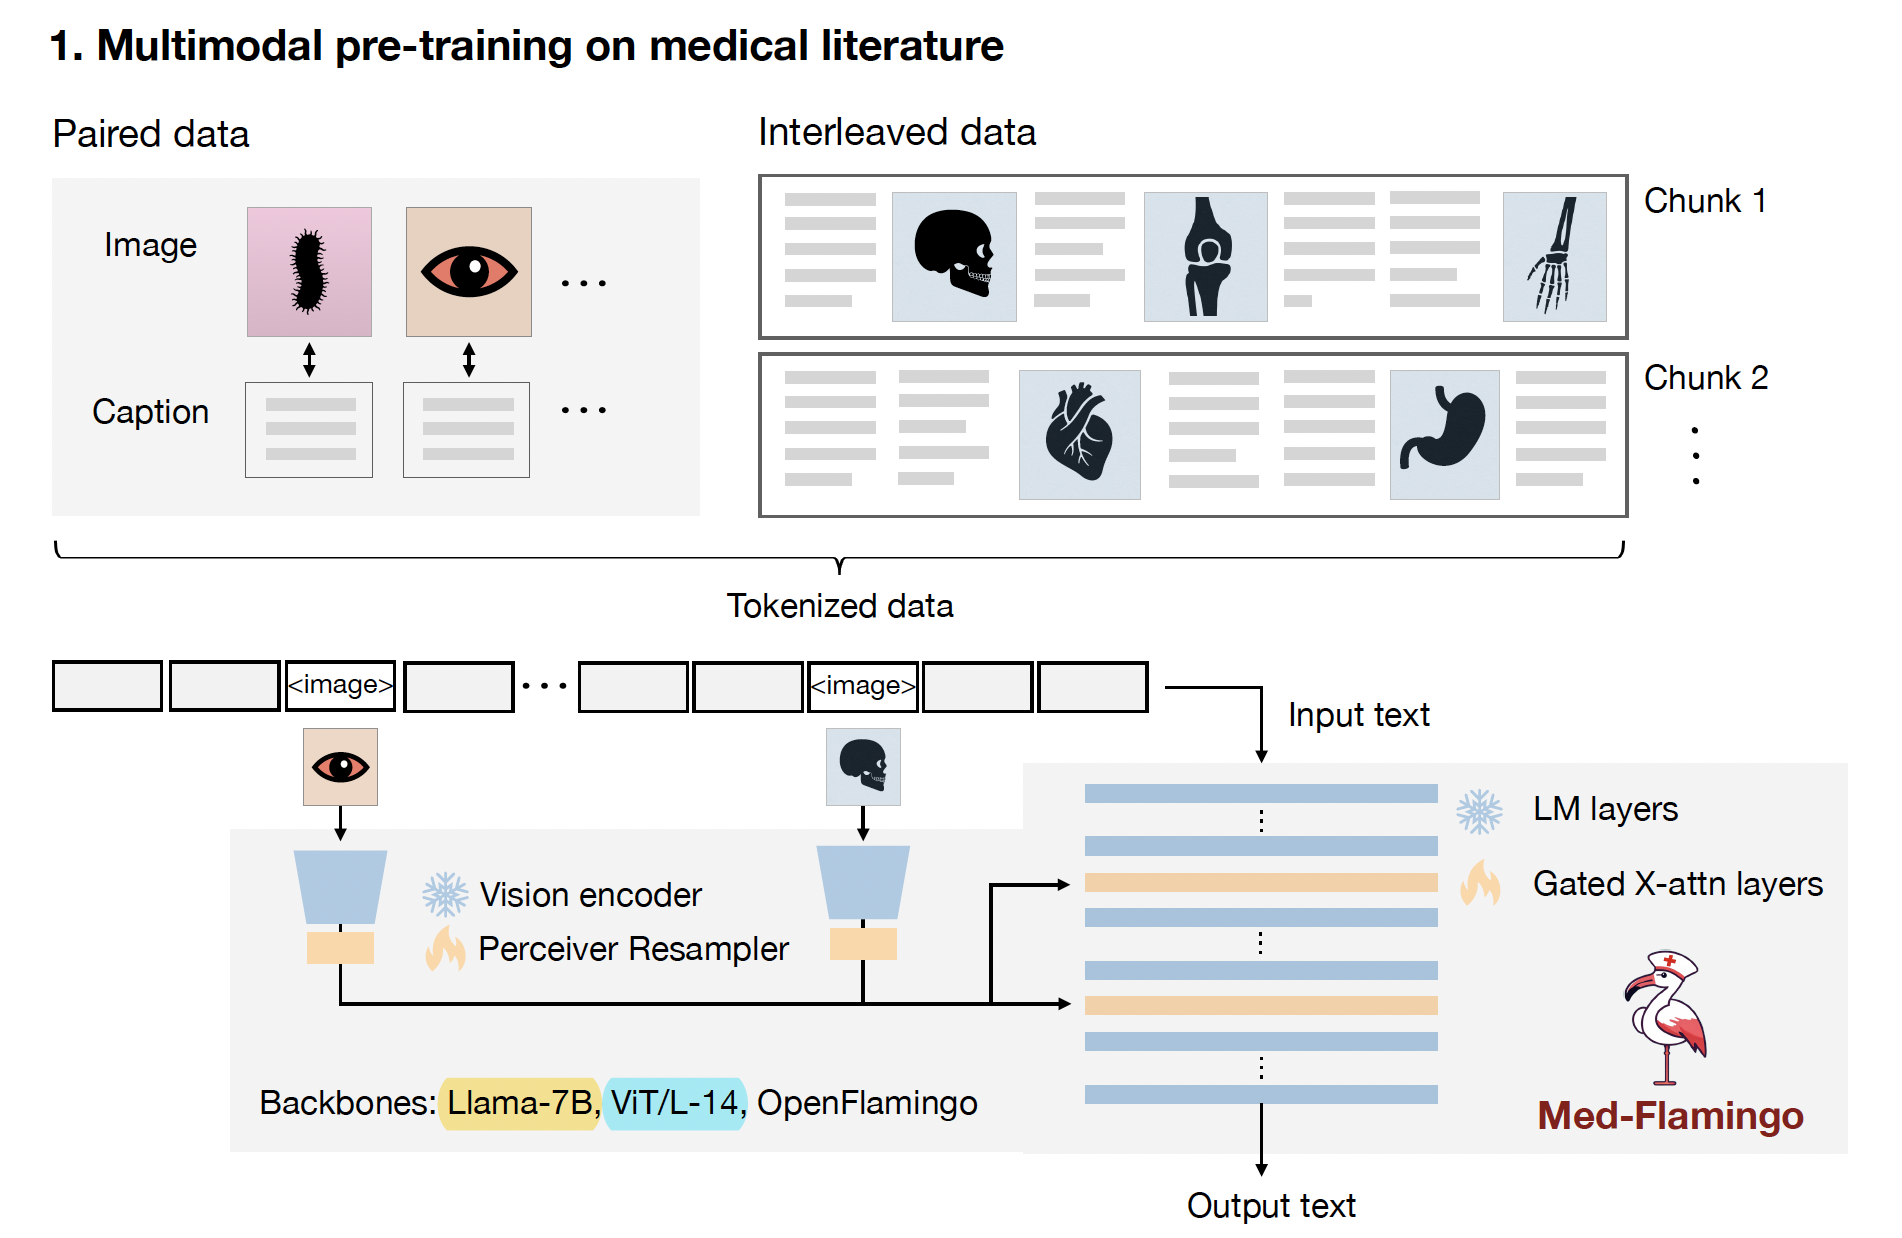 1. Multimodal pre-training on medical literature
Paired data
Interleaved data
Image
Caption
Chunk 1
Chunk 2
Tokenized data
<image>
<image>
Input text
Vision encoder
Perceiver Resampler
LM layers
Gated X-attn layers
Backbones: Llama-7B, ViT/L-14, OpenFlamingo
Med-Flamingo
Output text